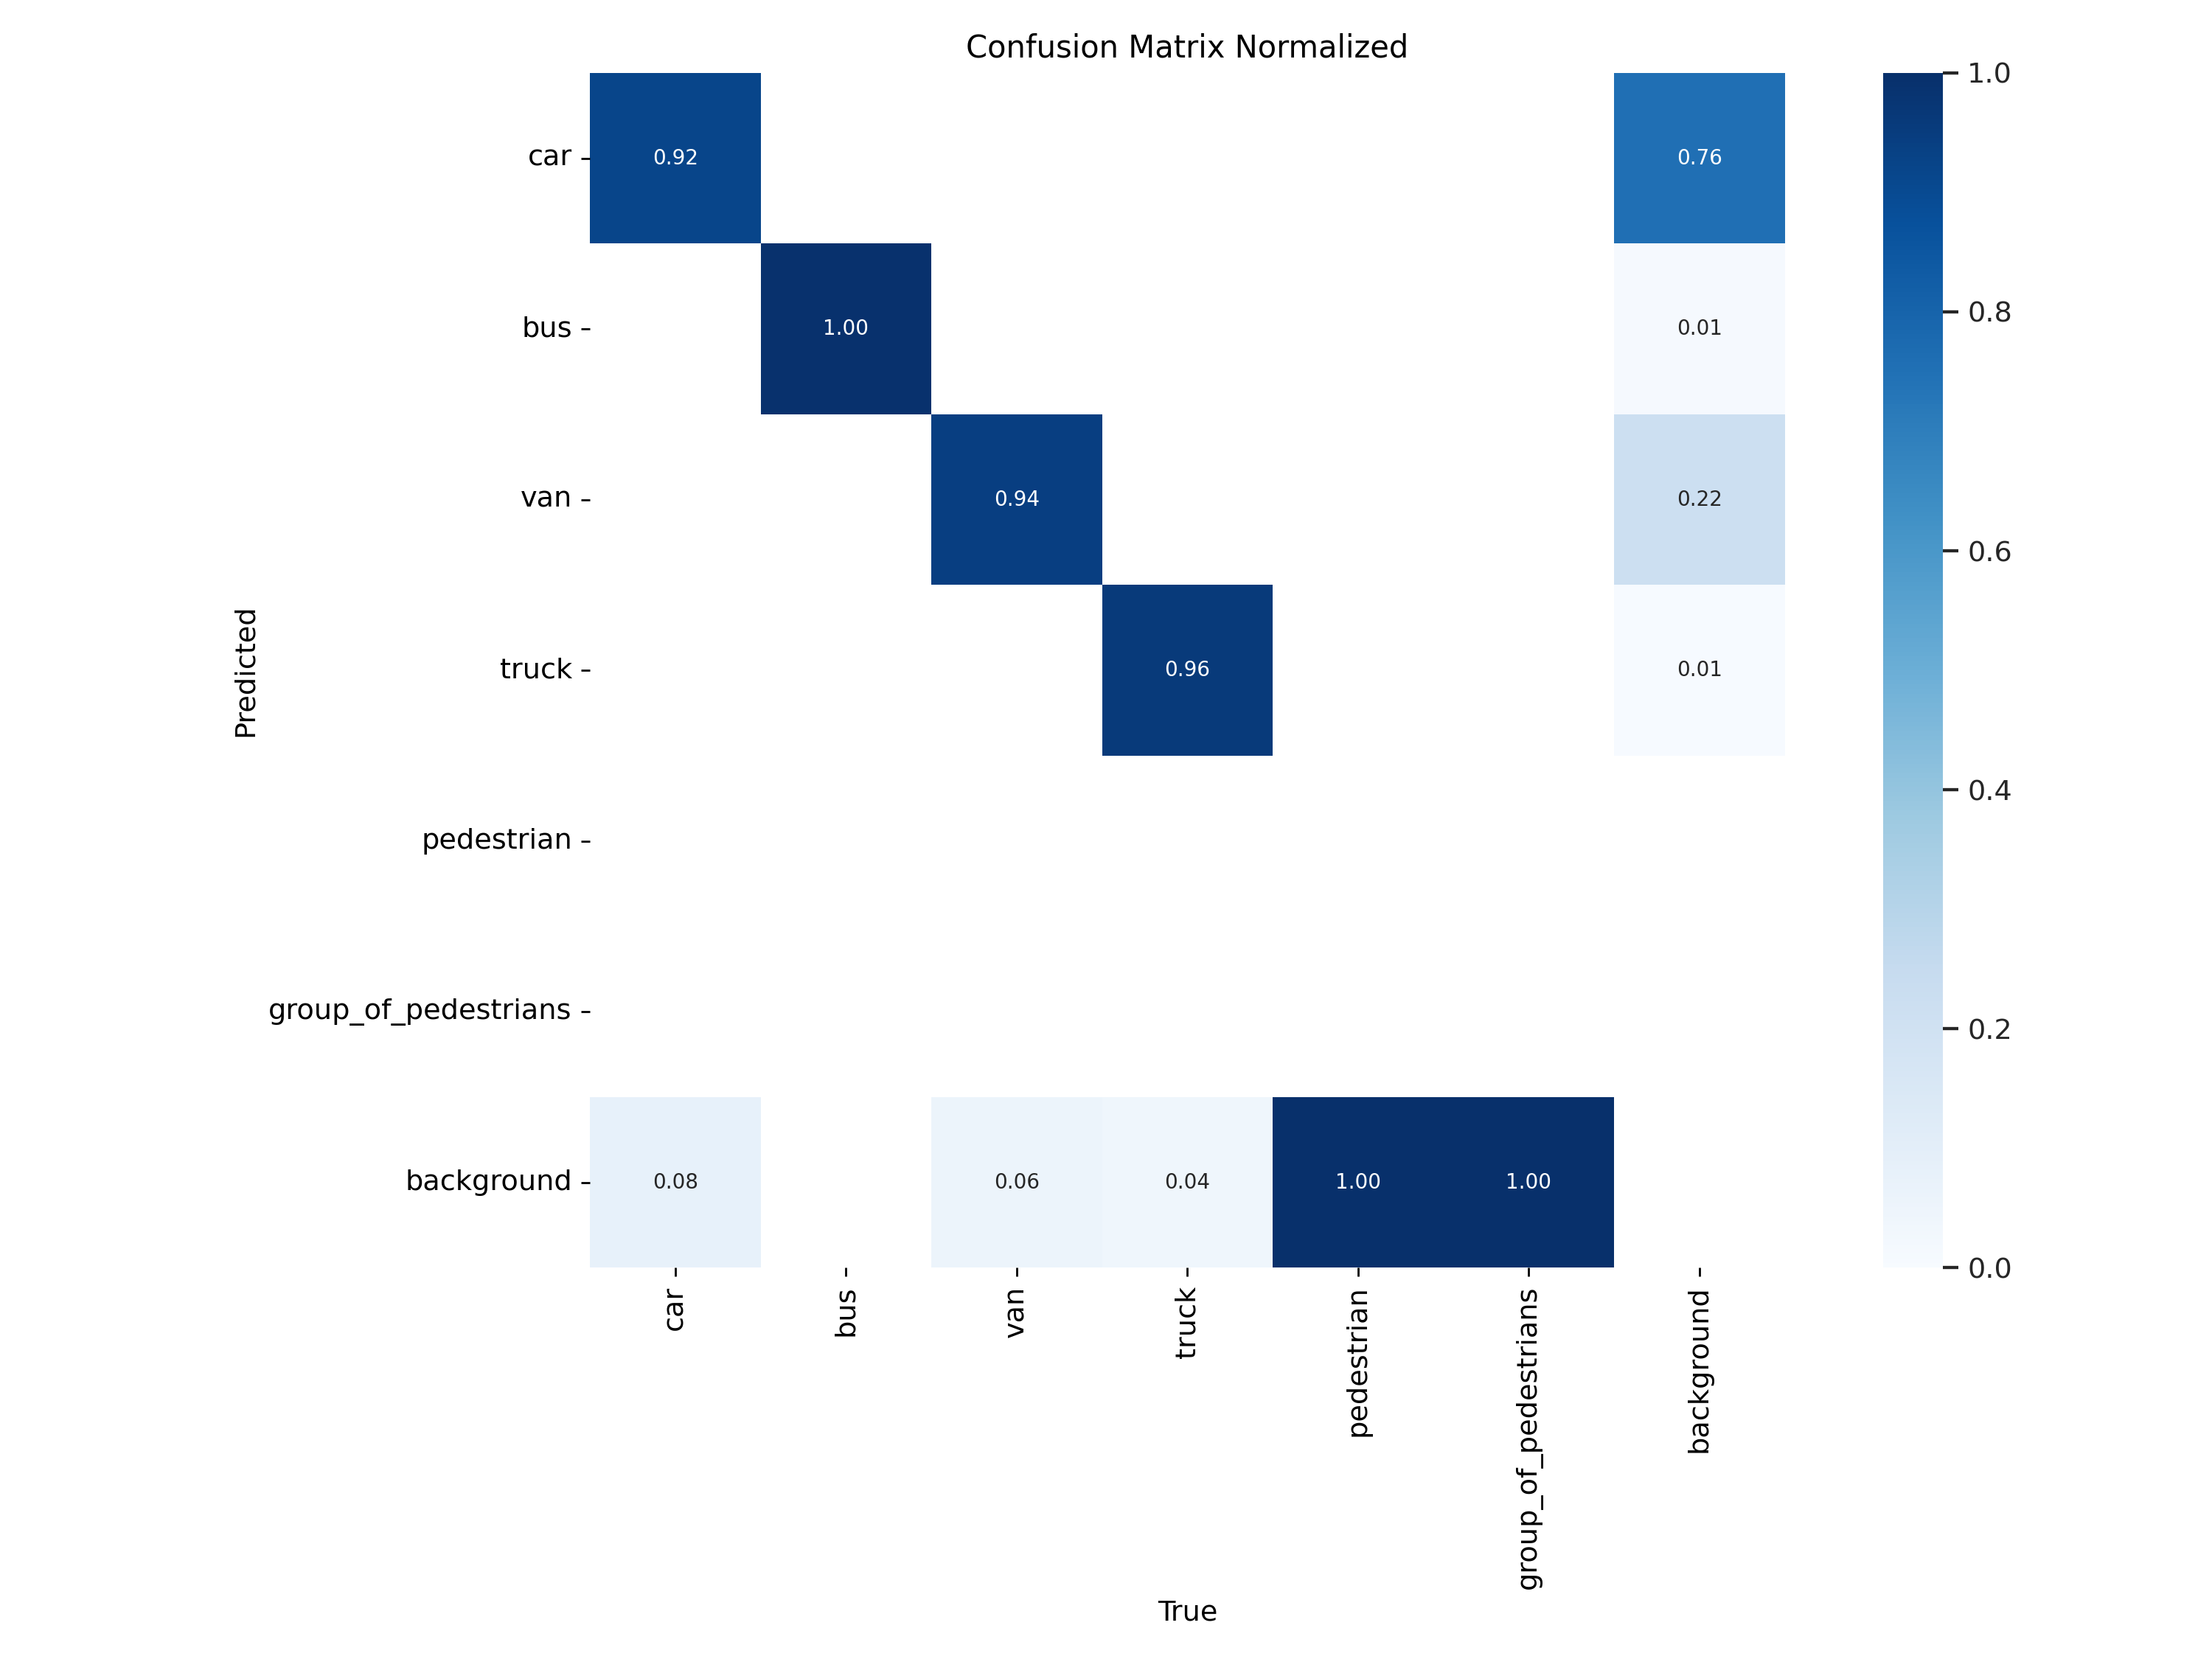 Confusion Matrix Normalized
car
0.92
0.76
bus
1.00
0.01
van
0.94
0.22
truck
0.96
0.01
pedestrian
group_of_pedestrians
background
0.08
0.06
0.04
1.00
1.00
Predicted
car
bus
van
truck
pedestrian
group_of_pedestrians
background
True
1.0
0.8
0.6
0.4
0.2
0.0